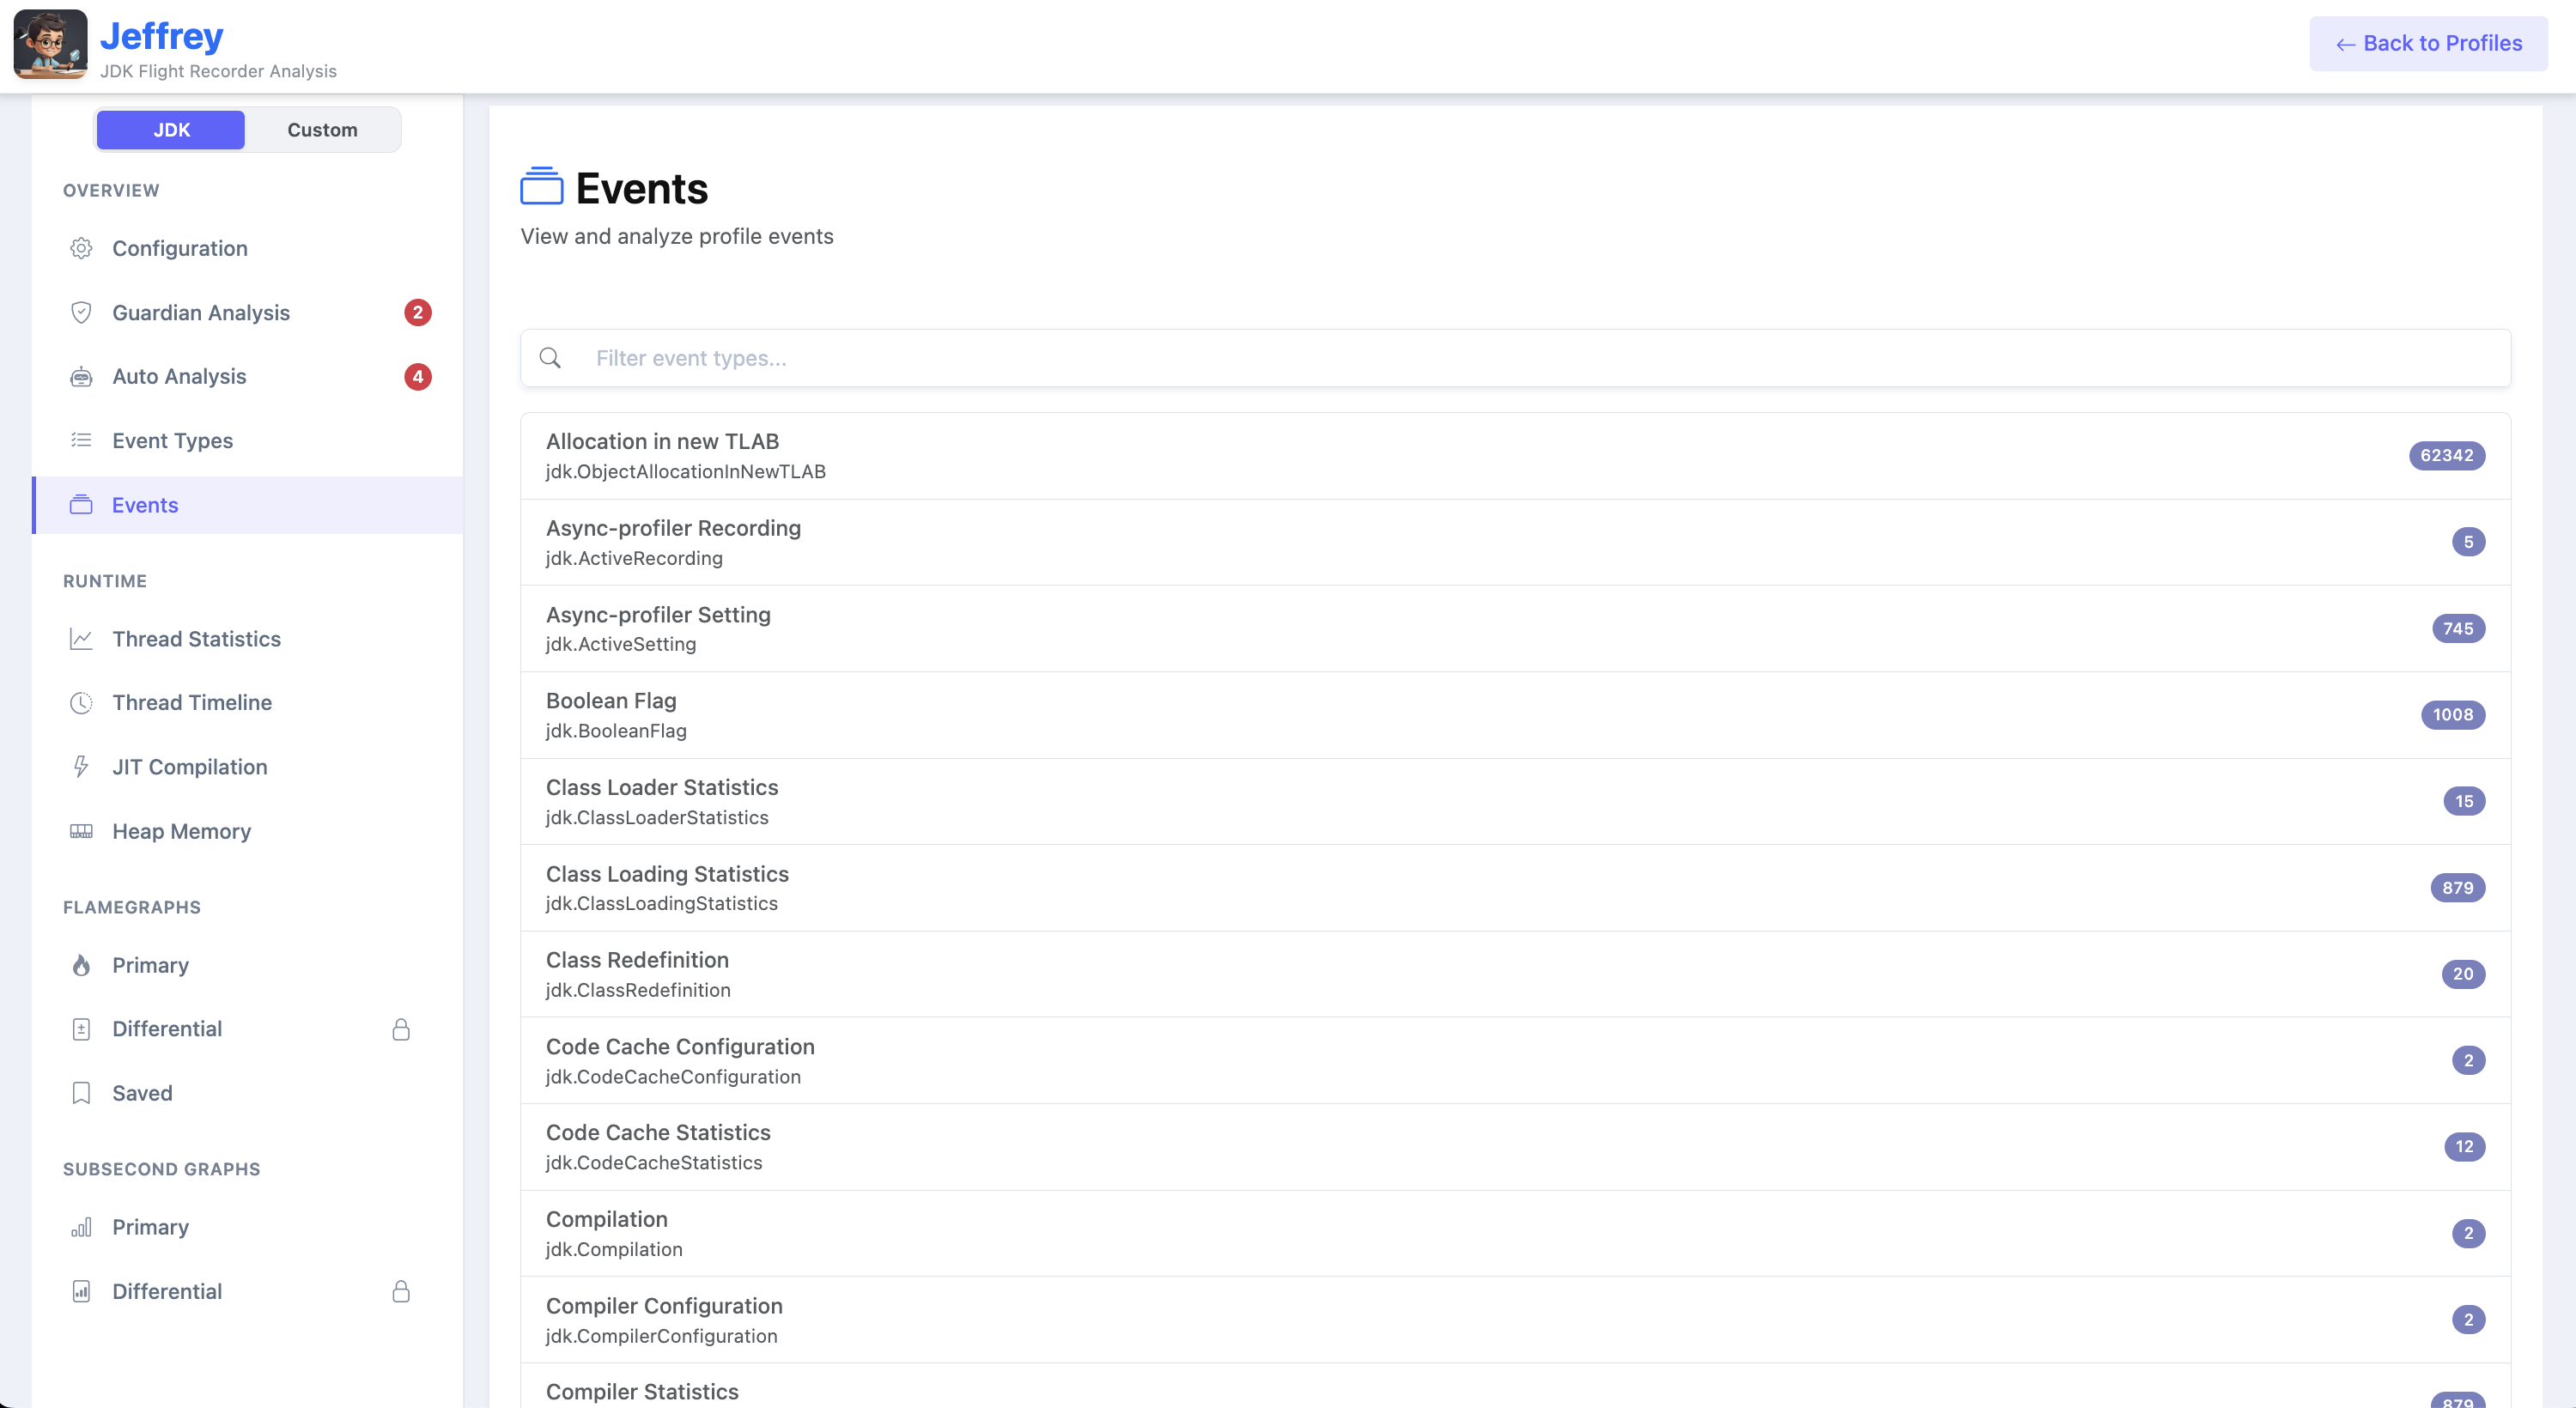 Jeffrey
JDK Flight Recorder Analysis
← Back to Profiles
JDK
Custom
OVERVIEW
Configuration
Guardian Analysis
2
Auto Analysis
4
Event Types
Events
RUNTIME
Thread Statistics
Thread Timeline
JIT Compilation
Heap Memory
FLAMEGRAPHS
Primary
Differential
Saved
SUBSECOND GRAPHS
Primary
Differential
Events
View and analyze profile events
Filter event types...
Allocation in new TLAB
jdk.ObjectAllocationInNewTLAB
62342
Async-profiler Recording
jdk.ActiveRecording
5
Async-profiler Setting
jdk.ActiveSetting
745
Boolean Flag
jdk.BooleanFlag
1008
Class Loader Statistics
jdk.ClassLoaderStatistics
15
Class Loading Statistics
jdk.ClassLoadingStatistics
879
Class Redefinition
jdk.ClassRedefinition
20
Code Cache Configuration
jdk.CodeCacheConfiguration
2
Code Cache Statistics
jdk.CodeCacheStatistics
12
Compilation
jdk.Compilation
2
Compiler Configuration
jdk.CompilerConfiguration
2
Compiler Statistics
879